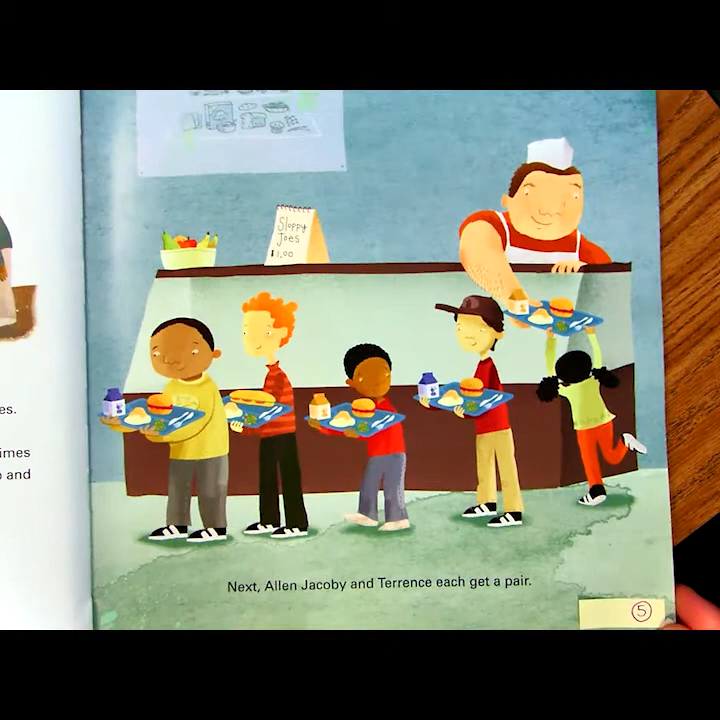 es.
imes
and
Sloppy
Joes
$1.00
Next, Allen Jacoby and Terrence each get a pair.
5